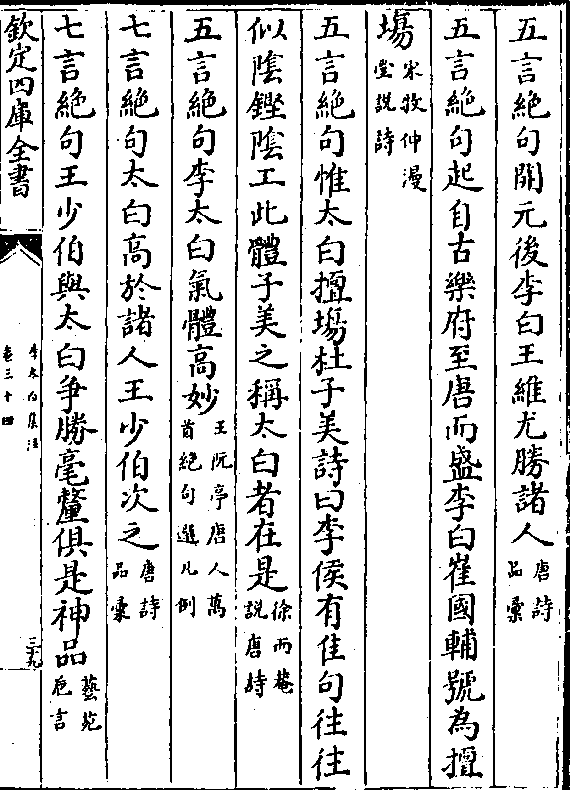 五言絶句開元後李白王維尤勝諸人唐詩品彚
五言絶句起自古樂府至唐而盛李白崔國輔號為擅
塲宋牧仲漫堂說詩
五言絶句惟太白擅塲杜子美詩曰李侯有佳句往往
似陰鏗陰工此體子美之稱太白者在是徐而菴說唐詩
五言絶句李太白氣體高妙王阮亭唐人萬首絶句選凡例
七言絶句太白高於諸人王少伯次之唐詩品彚
七言絶句王少伯與太白爭勝毫釐俱是神品藝苑巵言
欽定四庫全書
李太白集注
卷三十四
三九